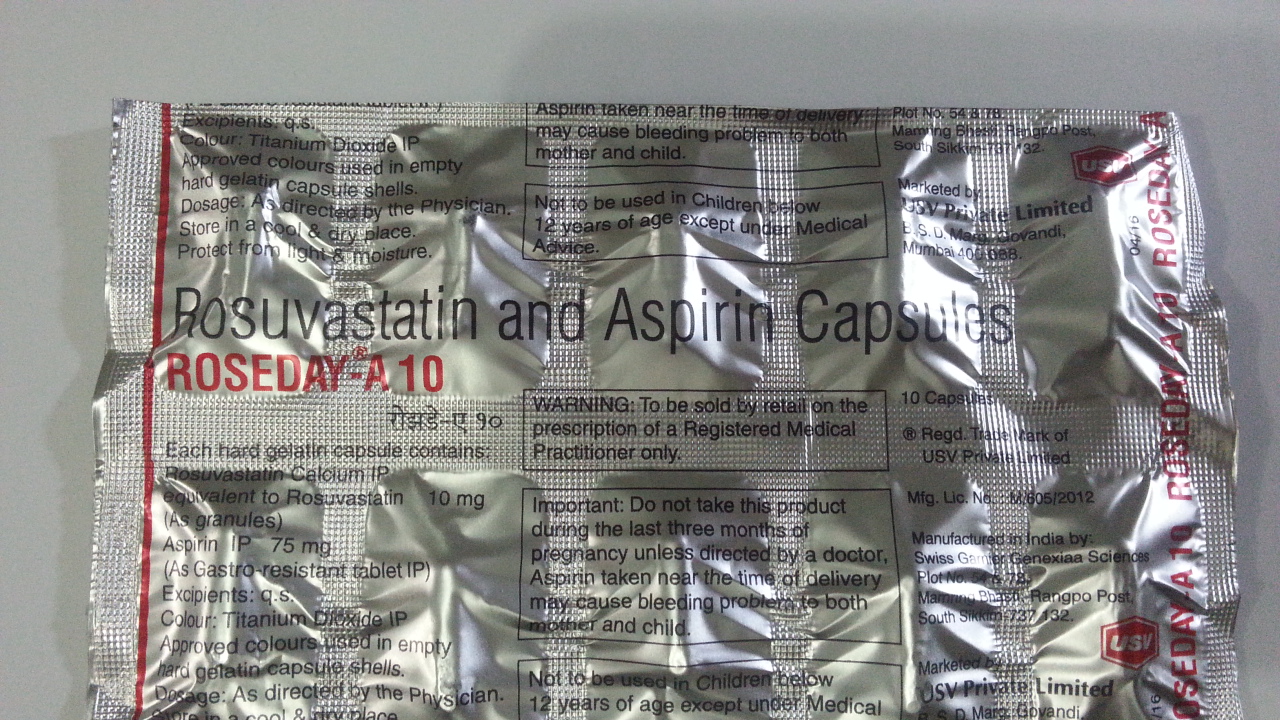 Excipients: q.s.
Colour: Titanium Dioxide IP
Approved colours used in empty
hard gelatin capsule shells.
Dosage: As directed by the Physician.
Store in a cool & dry place.
Protect from light & moisture.
Aspirin taken near the time of delivery
may cause bleeding problem to both
mother and child.
Not to be used in Children below
12 years of age except under Medical
Advice.
Plot No. 54 & 78.
Mamring Bhasti, Rangpo Post,
South Sikkim-737 132.
Marketed by
USV Private Limited
B. S. D. Marg, Govandi,
Mumbai 400 088.
USV
04/16
Rosuvastatin and Aspirin Capsules
ROSEDAY®-A 10
रोझडे-ए १०
Each hard gelatin capsule contains:
Rosuvastatin Calcium IP
equivalent to Rosuvastatin 10 mg
(As granules)
Aspirin IP 75 mg
(As Gastro-resistant tablet IP)
Excipients: q.s.
Colour: Titanium Dioxide IP
Approved colours used in empty
hard gelatin capsule shells.
Dosage: As directed by the Physician.
Store in a cool & dry place.
WARNING: To be sold by retail on the
prescription of a Registered Medical
Practitioner only.
Important: Do not take this product
during the last three months of
pregnancy unless directed by a doctor,
Aspirin taken near the time of delivery
may cause bleeding problem to both
mother and child.
Not to be used in Children below
12 years of age except under Medical
10 Capsules
® Regd. Trade Mark of
USV Private Limited
Mfg. Lic. No. : M/605/2012
Manufactured in India by:
Swiss Garnier Genexiaa Sciences
Plot No. 54 & 78.
Mamring Bhasti, Rangpo Post,
South Sikkim-737 132.
Marketed by
USV Private Limited
B. S. D. Marg, Govandi,
USV
ROSEDAY-A
ROSEDAY-A 10
ROSEDAY-A 10